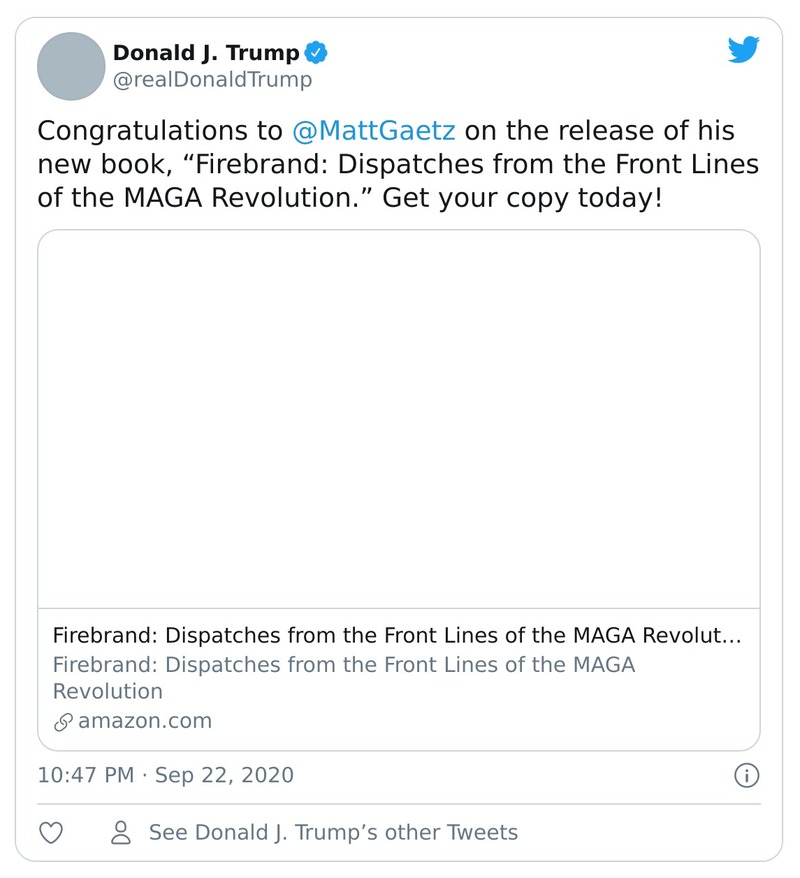 Donald J. Trump
@realDonaldTrump
Congratulations to @MattGaetz on the release of his
new book, “Firebrand: Dispatches from the Front Lines
of the MAGA Revolution.” Get your copy today!
Firebrand: Dispatches from the Front Lines of the MAGA Revolut…
Firebrand: Dispatches from the Front Lines of the MAGA
Revolution
amazon.com
10:47 PM · Sep 22, 2020
See Donald J. Trump’s other Tweets